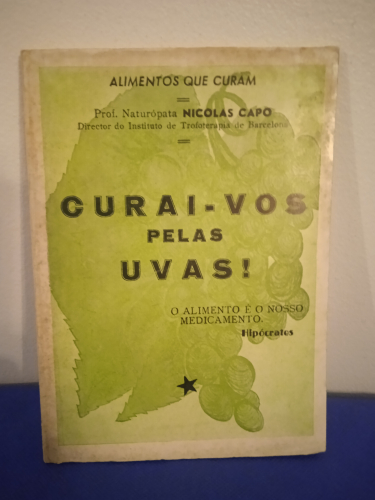 ALIMENTOS QUE CURAM
Prof. Naturópata NICOLAS CAPO
Director do Instituto de Trofoterapia de Barcelona
CURAI-VOS
PELAS
UVAS!
O ALIMENTO É O NOSSO
MEDICAMENTO.
Hipócrates